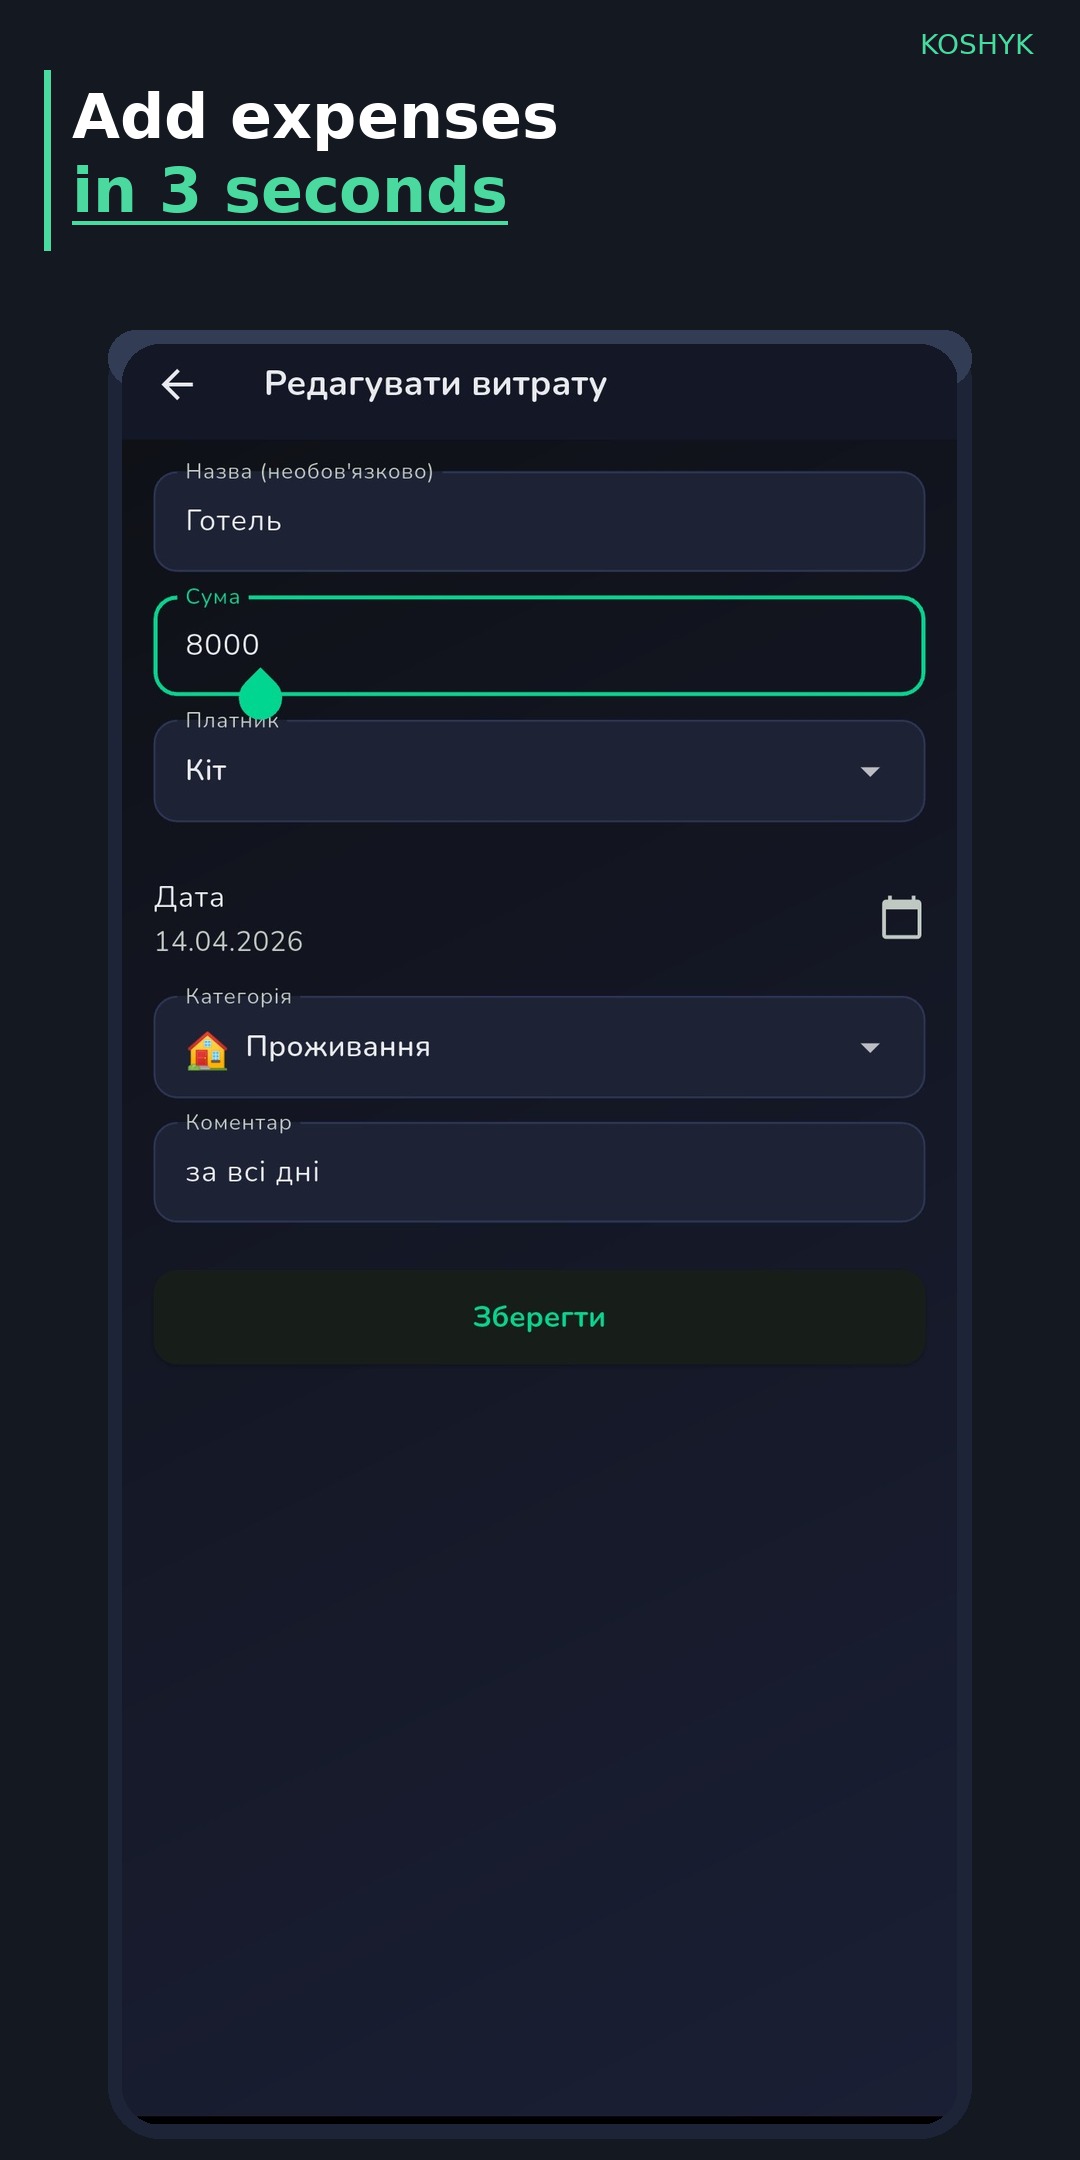 KOSHYK
Add expenses
in 3 seconds
Редагувати витрату
Назва (необов'язково)
Готель
Сума
8000
Платник
Кіт
Дата
14.04.2026
Категорія
Проживання
Коментар
за всі дні
Зберегти